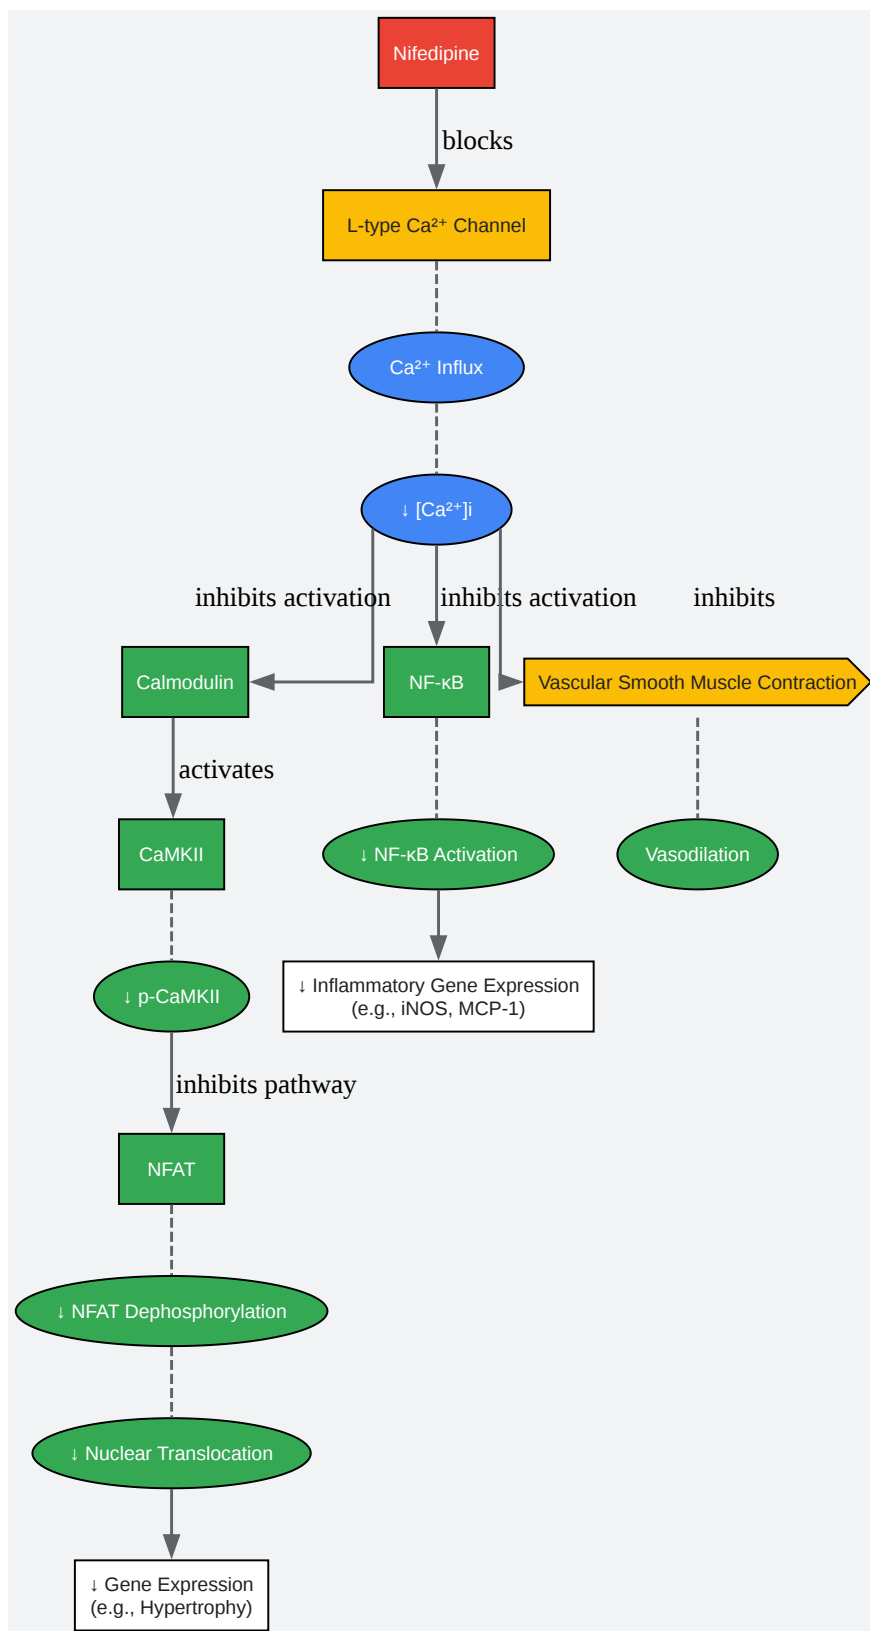 Nifedipine
blocks
L-type Ca²⁺ Channel
Ca²⁺ Influx
↓ [Ca²⁺]i
inhibits activation
inhibits activation
inhibits
Calmodulin
NF-κB
Vascular Smooth Muscle Contraction
activates
CaMKII
↓ NF-κB Activation
Vasodilation
↓ p-CaMKII
↓ Inflammatory Gene Expression
(e.g., iNOS, MCP-1)
inhibits pathway
NFAT
↓ NFAT Dephosphorylation
↓ Nuclear Translocation
↓ Gene Expression
(e.g., Hypertrophy)